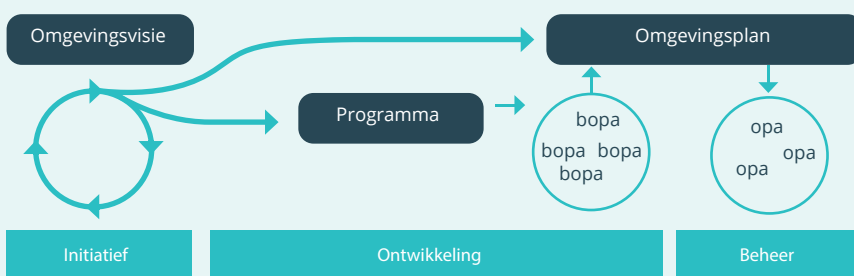 Omgevingsvisie
Omgevingsplan
Programma
bopa
bopa bopa
bopa
opa
opa
opa
Initiatief
Ontwikkeling
Beheer